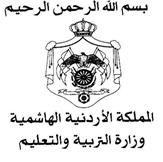 بسم الله الرحمن الرحيم
المملكة الأردنية الهاشمية
وزارة التربية والتعليم